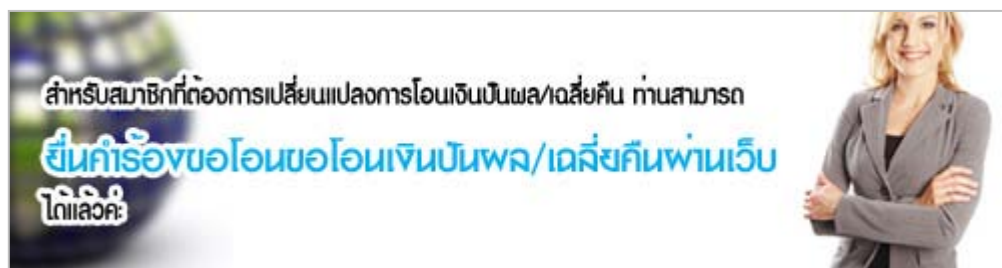 สำหรับสมาชิกที่ต้องการเปลี่ยนแปลงการโอนเงินปันผล/เฉลี่ยคืน ท่านสามารถ
ยื่นคำร้องขอโอนขอโอนเงินปันผล/เฉลี่ยคืนผ่านเว็บ
ได้แล้วค่ะ